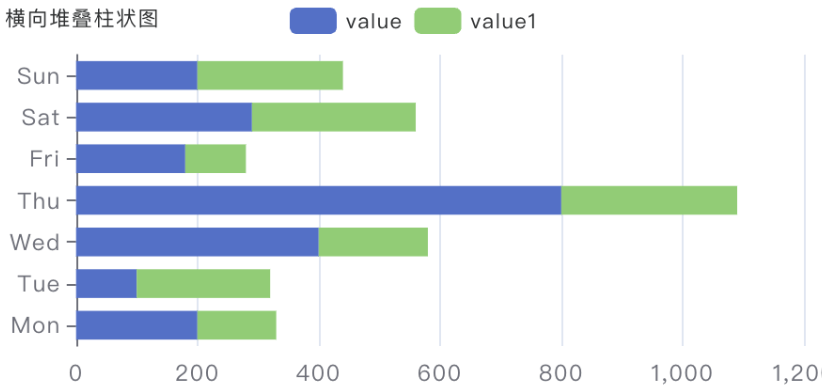 横向堆叠柱状图
value value1
Sun
Sat
Fri
Thu
Wed
Tue
Mon
0 200 400 600 800 1,000